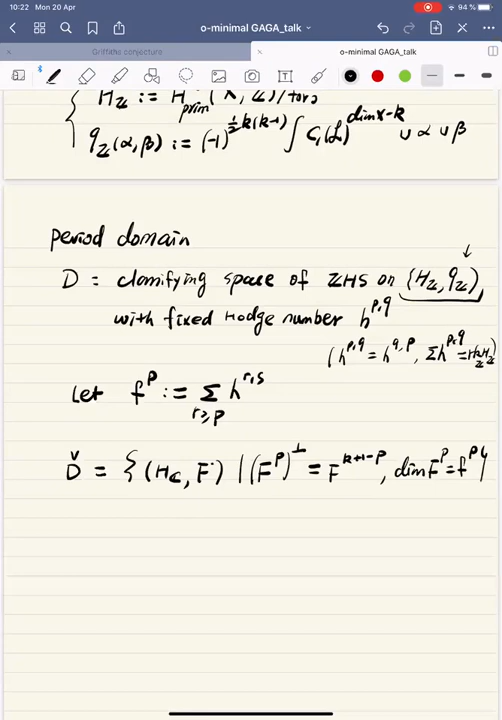 10:22 Mon 20 Apr
94 %
o-minimal GAGA_talk
Griffiths conjecture
o-minimal GAGA_talk
H_ℤ := H_prim (X, ℤ)/tors
q_ℤ(α, β) := (-1)^{½k(k-1)} ∫ c₁(L)^{dim X-k} ∪ α ∪ β
Period domain
D = classifying space of ZHS on (H_ℤ, q_ℤ),
with fixed Hodge number h^{p,q}
(h^{p,q} = h^{q,p}, Σh^{p,q} = rk H_ℤ)
Let f^p := Σ_{r≥p} h^{r,s}
Ď = {(H_ℂ, F˙) | (F^p)^⊥ = F^{k+1-p}, dim F^p = f^p}